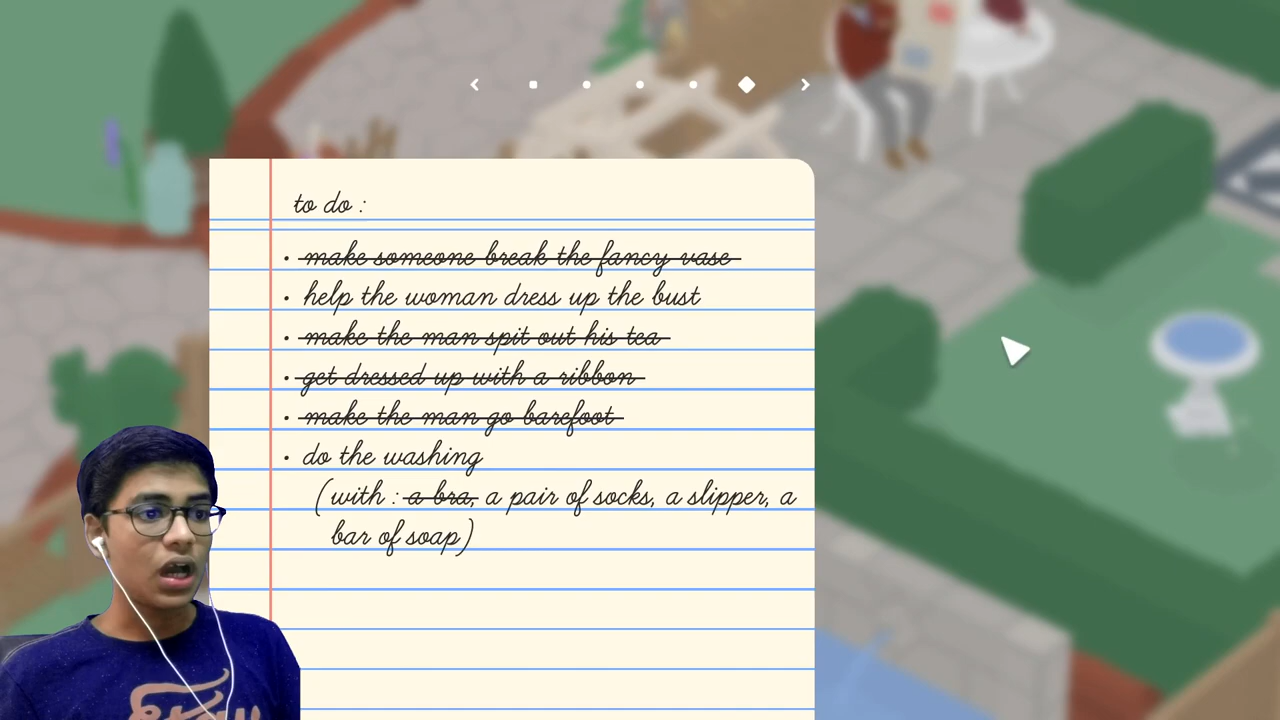 to do :
• make someone break the fancy vase
• help the woman dress up the bust
• make the man spit out his tea
• get dressed up with a ribbon
• make the man go barefoot
• do the washing
(with : a bra, a pair of socks, a slipper, a
bar of soap)